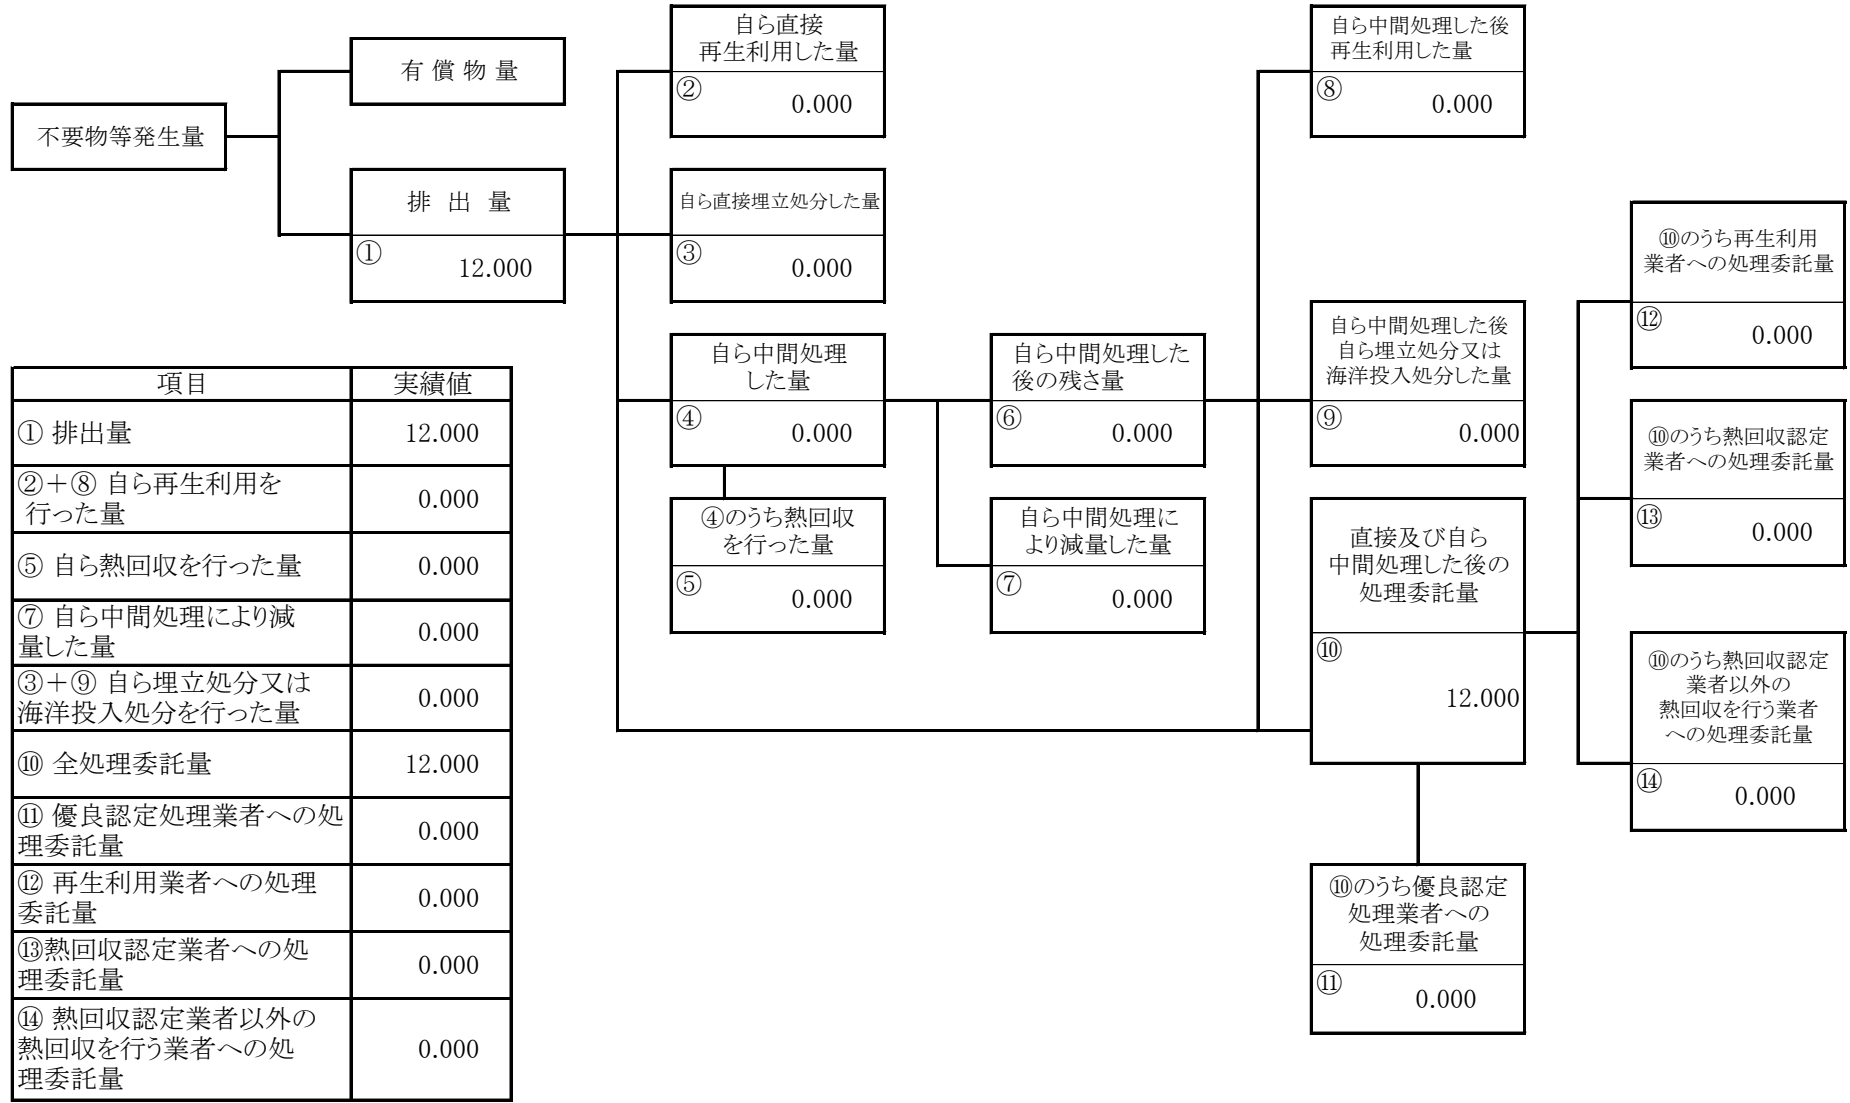 不要物等発生量
有 償 物 量
排 出 量
①
12.000
自ら直接
再生利用した量
②
0.000
自ら直接埋立処分した量
③
0.000
自ら中間処理
した量
④
0.000
④のうち熱回収
を行った量
⑤
0.000
自ら中間処理した
後の残さ量
⑥
0.000
自ら中間処理に
より減量した量
⑦
0.000
自ら中間処理した後
再生利用した量
⑧
0.000
自ら中間処理した後
自ら埋立処分又は
海洋投入処分した量
⑨
0.000
直接及び自ら
中間処理した後の
処理委託量
⑩
12.000
⑩のうち優良認定
処理業者への
処理委託量
⑪
0.000
⑩のうち再生利用
業者への処理委託量
⑫
0.000
⑩のうち熱回収認定
業者への処理委託量
⑬
0.000
⑩のうち熱回収認定
業者以外の
熱回収を行う業者
への処理委託量
⑭
0.000
項目 実績値
① 排出量 12.000
②＋⑧ 自ら再生利用を
行った量 0.000
⑤ 自ら熱回収を行った量 0.000
⑦ 自ら中間処理により減
量した量 0.000
③＋⑨ 自ら埋立処分又は
海洋投入処分を行った量 0.000
⑩ 全処理委託量 12.000
⑪ 優良認定処理業者への処
理委託量 0.000
⑫ 再生利用業者への処理
委託量 0.000
⑬熱回収認定業者への処
理委託量 0.000
⑭ 熱回収認定業者以外の
熱回収を行う業者への処
理委託量 0.000